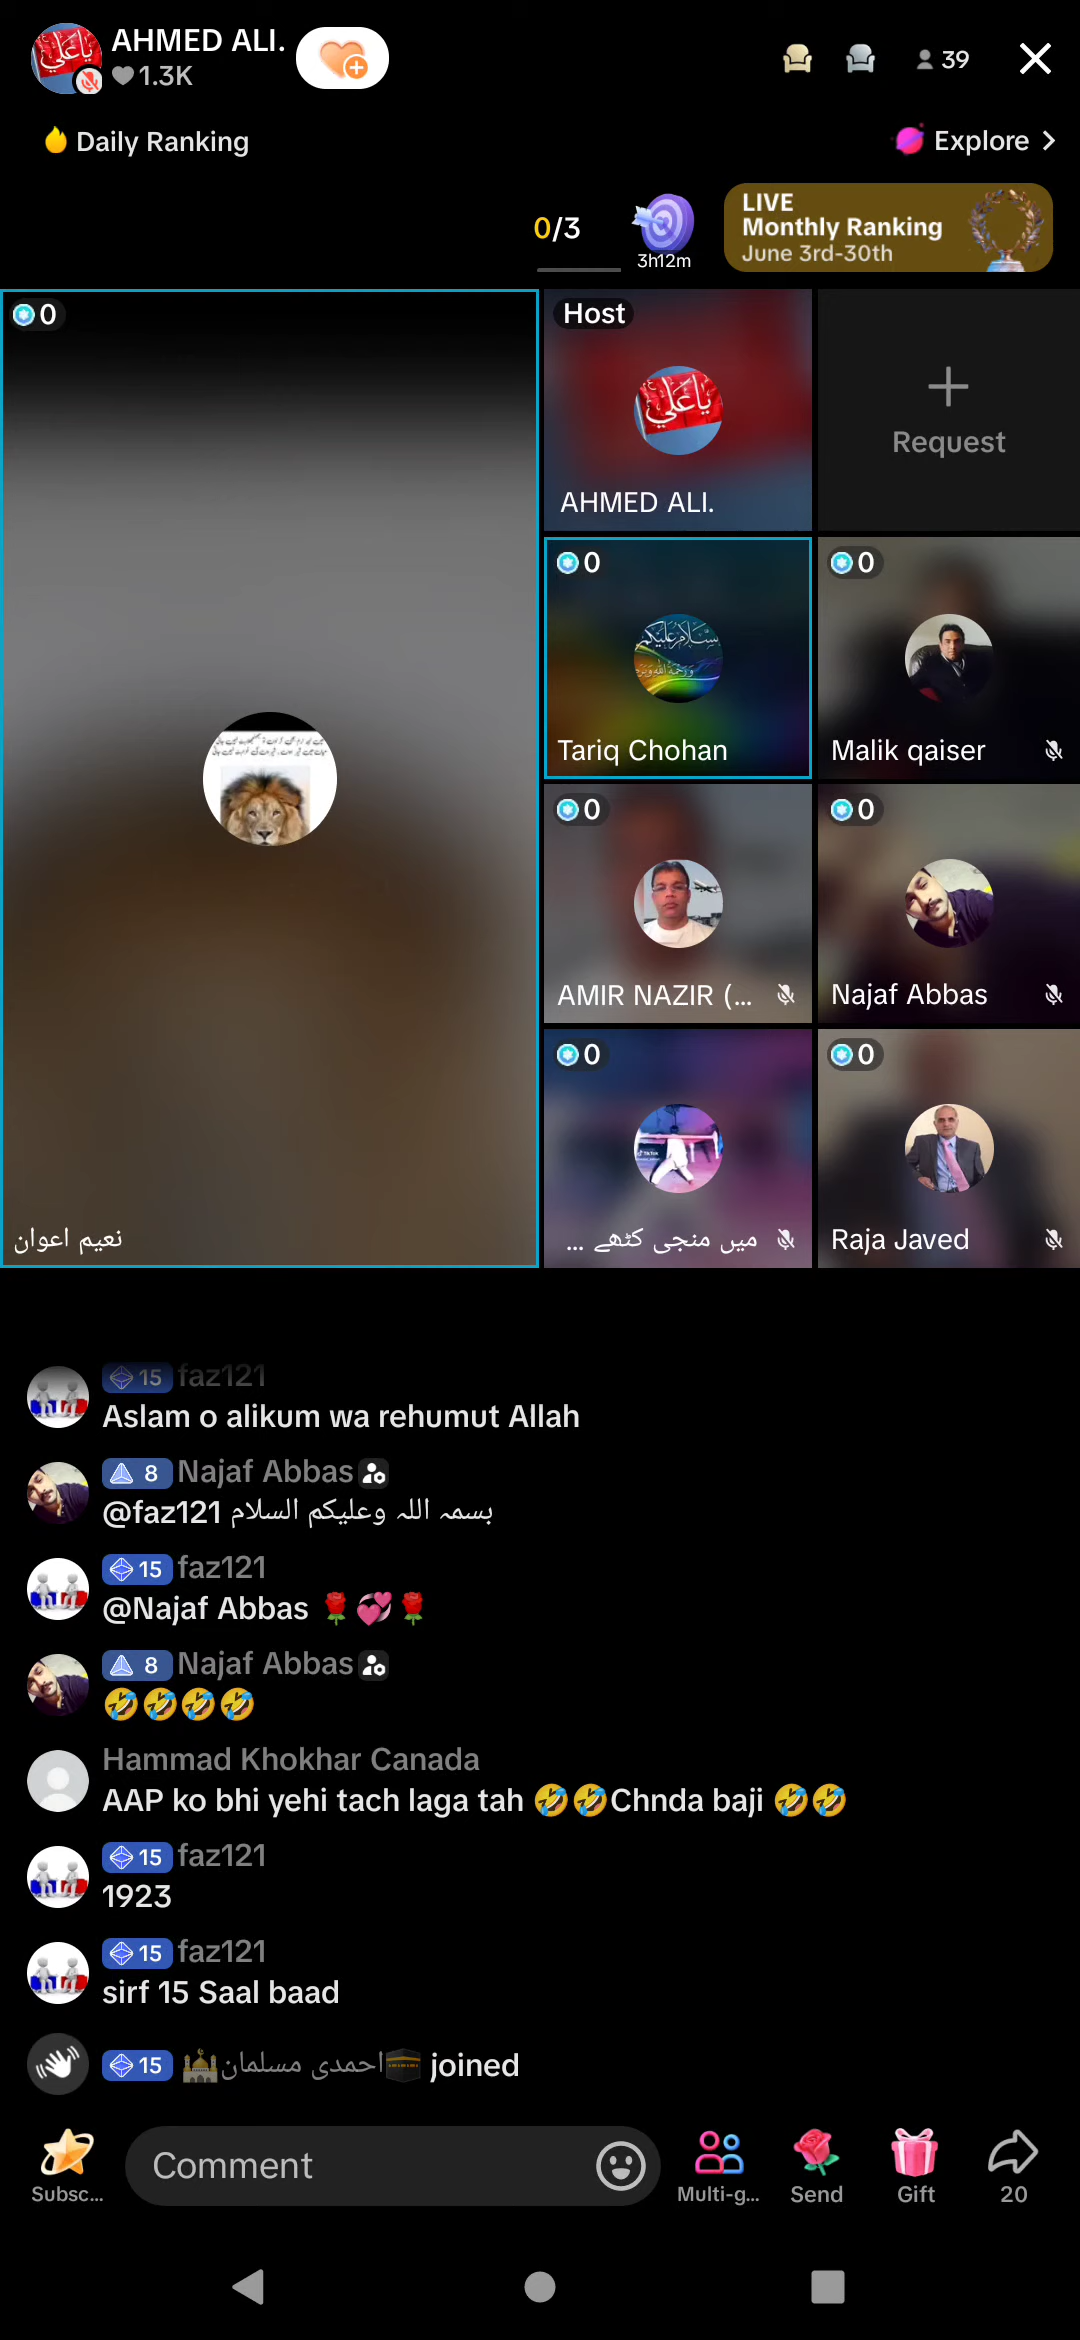 AHMED ALI.
1.3K
39
Daily Ranking
Explore
0/3
3h12m
LIVE
Monthly Ranking
June 3rd-30th
0
نعیم اعوان
Host
ياعلي
AHMED ALI.
Request
0
Tariq Chohan
0
Malik qaiser
0
AMIR NAZIR (...
0
Najaf Abbas
0
میں منجی کٹھے ...
0
Raja Javed
15 faz121
Aslam o alikum wa rehumut Allah
8 Najaf Abbas
@faz121 بسمہ اللہ وعلیکم السلام
15 faz121
@Najaf Abbas 🌹💞🌹
8 Najaf Abbas
🤣🤣🤣🤣
Hammad Khokhar Canada
AAP ko bhi yehi tach laga tah 🤣🤣Chnda baji 🤣🤣
15 faz121
1923
15 faz121
sirf 15 Saal baad
15 🕌احمدی مسلمان🕋 joined
Comment
Subsc...
Multi-g...
Send
Gift
20